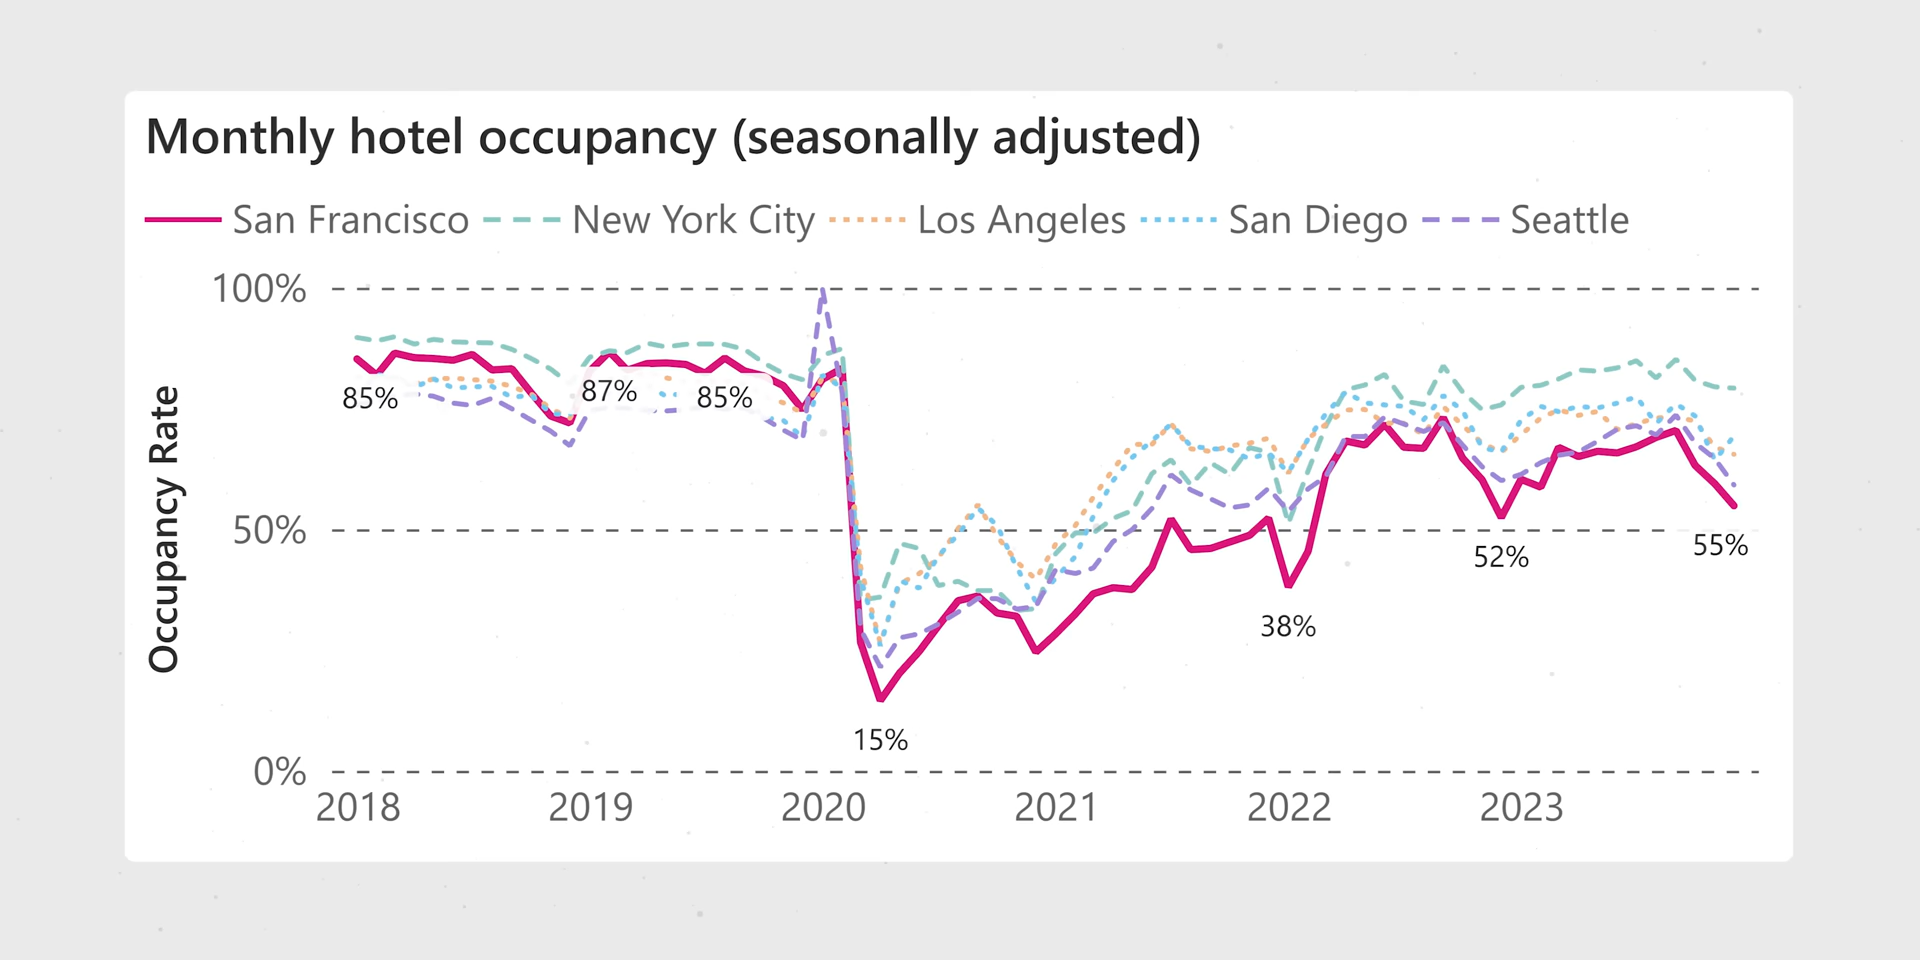 Monthly hotel occupancy (seasonally adjusted)
San Francisco New York City Los Angeles San Diego Seattle
100%
50%
0%
Occupancy Rate
85%
87%
85%
15%
38%
52%
55%
2018 2019 2020 2021 2022 2023